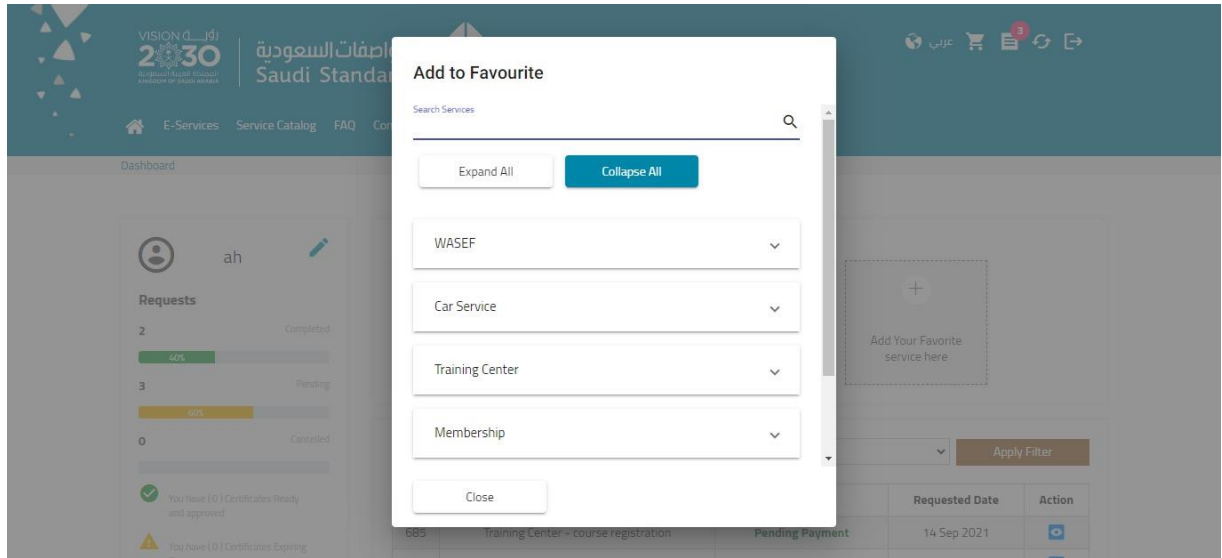 VISION رؤيــــة
2030
المملكة العربية السعودية
KINGDOM OF SAUDI ARABIA
واصفات السعودية
Saudi Standar
3
عربي
E-Services Service Catalog FAQ Con
Dashboard
ah
Requests
2 Completed
40%
3 Pending
60%
0 Cancelled
You have ( 0 ) Certificates Ready
and approved
You have ( 0 ) Certificates Expiring
Add to Favourite
Search Services
Expand All Collapse All
WASEF
Car Service
Training Center
Membership
Close
Add Your Favorite
service here
Apply Filter
Requested Date Action
685 Training Center - course registration Pending Payment 14 Sep 2021